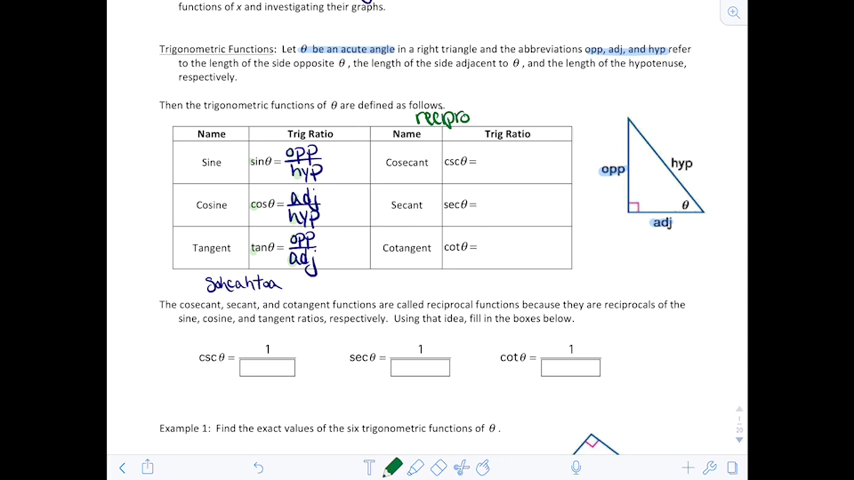 functions of x and investigating their graphs.
Trigonometric Functions: Let θ be an acute angle in a right triangle and the abbreviations opp, adj, and hyp refer
to the length of the side opposite θ , the length of the side adjacent to θ , and the length of the hypotenuse,
respectively.
Then the trigonometric functions of θ are defined as follows.
recipro
Name Trig Ratio Name Trig Ratio
Sine sinθ = opp/hyp Cosecant cscθ =
Cosine cosθ = adj/hyp Secant secθ =
Tangent tanθ = opp/adj Cotangent cotθ =
opp
hyp
θ
adj
Sohcahtoa
The cosecant, secant, and cotangent functions are called reciprocal functions because they are reciprocals of the
sine, cosine, and tangent ratios, respectively. Using that idea, fill in the boxes below.
csc θ = 1 sec θ = 1 cot θ = 1
Example 1: Find the exact values of the six trigonometric functions of θ .
1
10
T